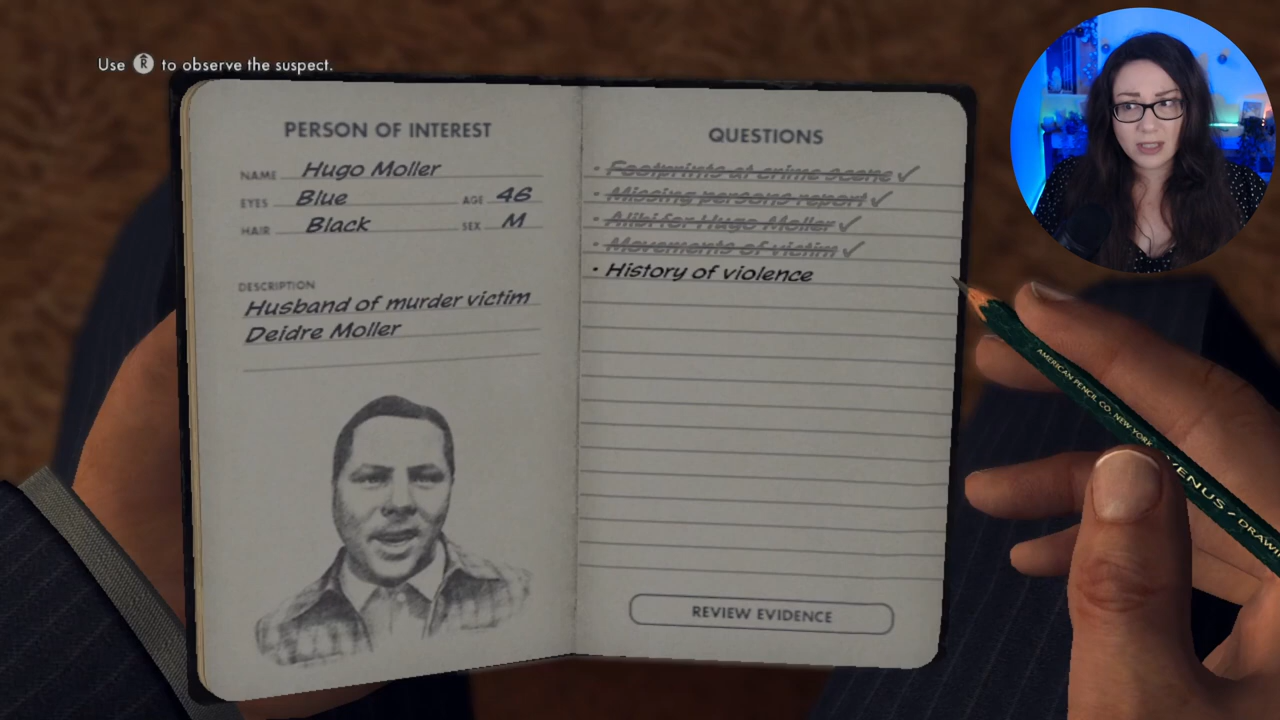 Use R to observe the suspect.
PERSON OF INTEREST
NAME Hugo Moller
EYES Blue AGE 46
HAIR Black SEX M
DESCRIPTION
Husband of murder victim
Deidre Moller
QUESTIONS
• Footprints at crime scene ✓
• Missing persons report ✓
• Alibi for Hugo Moller ✓
• Movements of victim ✓
• History of violence
REVIEW EVIDENCE
AMERICAN PENCIL CO. NEW YORK
VENUS / DRAWIN